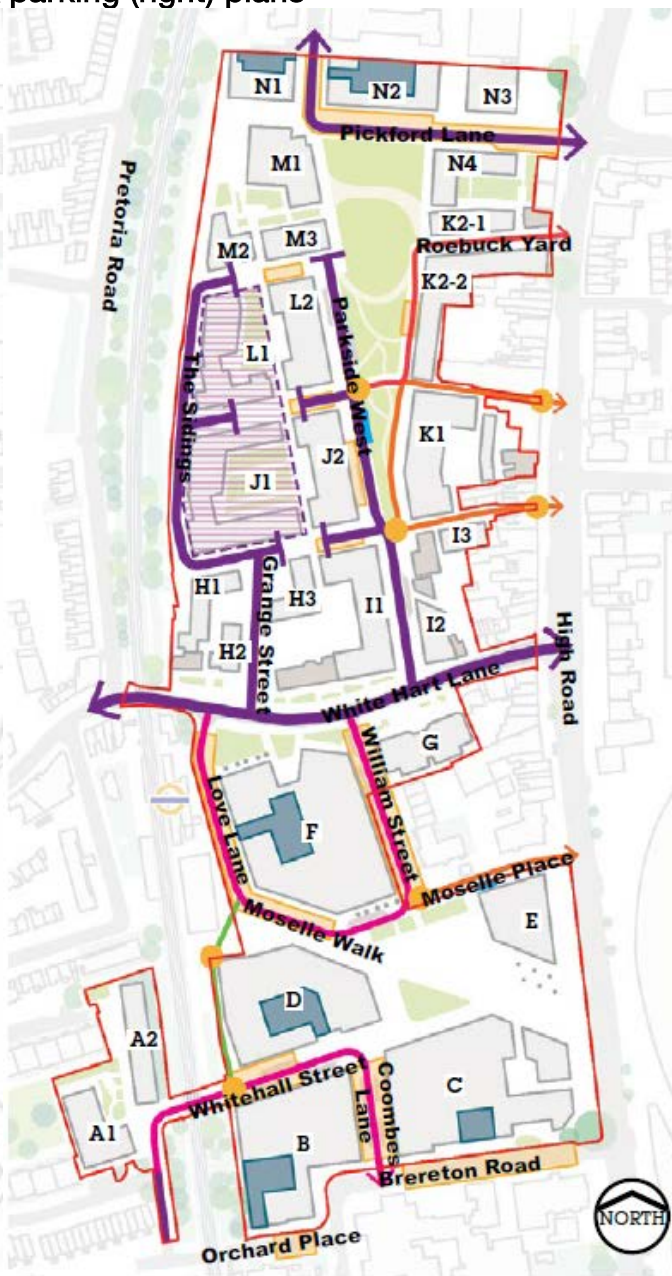 parking (right) plans
N1
N2
N3
Pickford Lane
M1
N4
Pretoria Road
K2-1
M2
M3
Roebuck Yard
K2-2
L2
Parkside West
L1
The Sidings
K1
J2
J1
I3
Grange Street
H1
H3
I1
I2
H2
High Road
White Hart Lane
G
William Street
Love Lane
F
Moselle Place
E
Moselle Walk
D
A2
Whitehall Street
Coombes
Lane
C
A1
B
Brereton Road
NORTH
Orchard Place